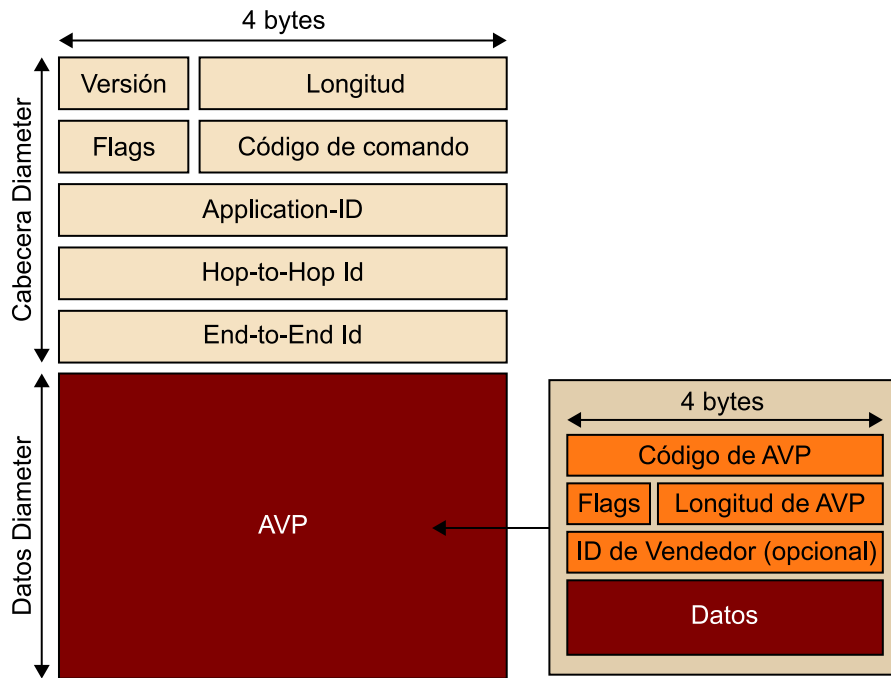 4 bytes
Cabecera Diameter
Versión
Longitud
Flags
Código de comando
Application-ID
Hop-to-Hop Id
End-to-End Id
Datos Diameter
AVP
4 bytes
Código de AVP
Flags
Longitud de AVP
ID de Vendedor (opcional)
Datos